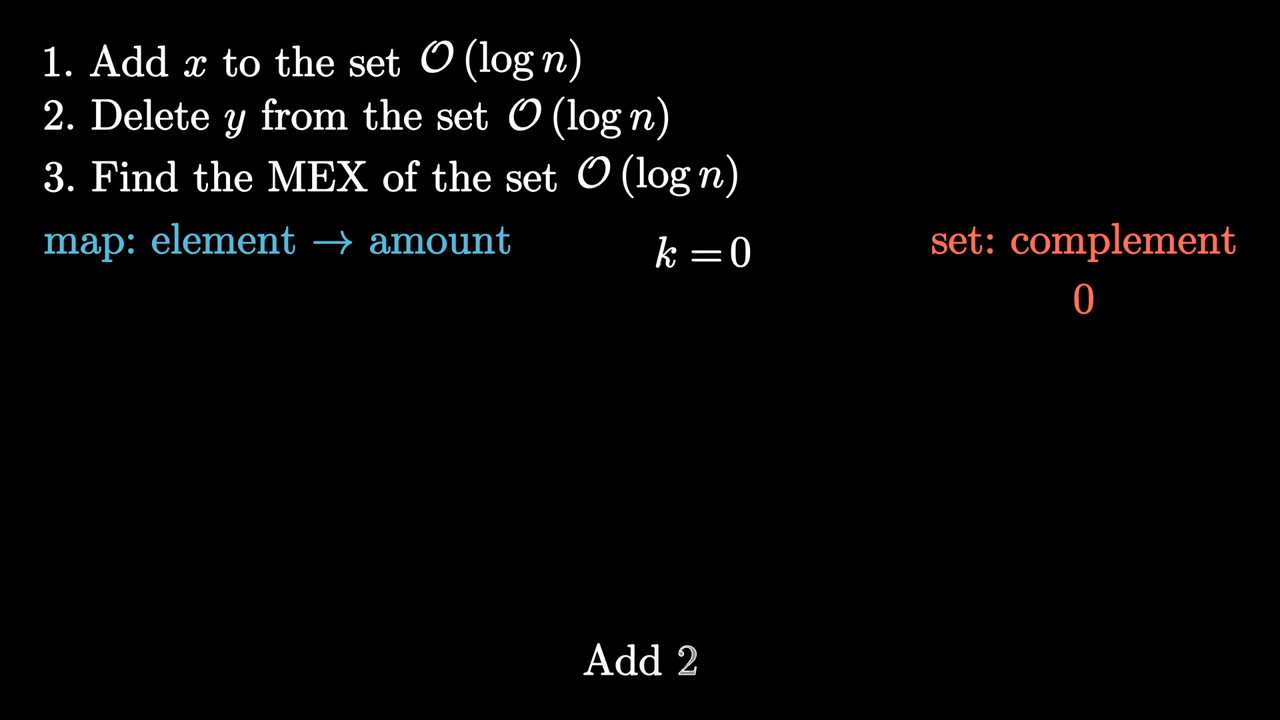 1. Add x to the set O (log n)
2. Delete y from the set O (log n)
3. Find the MEX of the set O (log n)
map: element → amount
k = 0
set: complement
0
Add 2